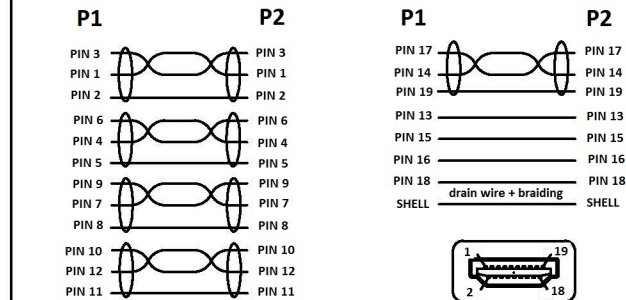 P1 P2
PIN 3 PIN 3
PIN 1 PIN 1
PIN 2 PIN 2
PIN 6 PIN 6
PIN 4 PIN 4
PIN 5 PIN 5
PIN 9 PIN 9
PIN 7 PIN 7
PIN 8 PIN 8
PIN 10 PIN 10
PIN 12 PIN 12
PIN 11 PIN 11
P1 P2
PIN 17 PIN 17
PIN 14 PIN 14
PIN 19 PIN 19
PIN 13 PIN 13
PIN 15 PIN 15
PIN 16 PIN 16
PIN 18 PIN 18
drain wire + braiding
SHELL SHELL
1 19
2 18